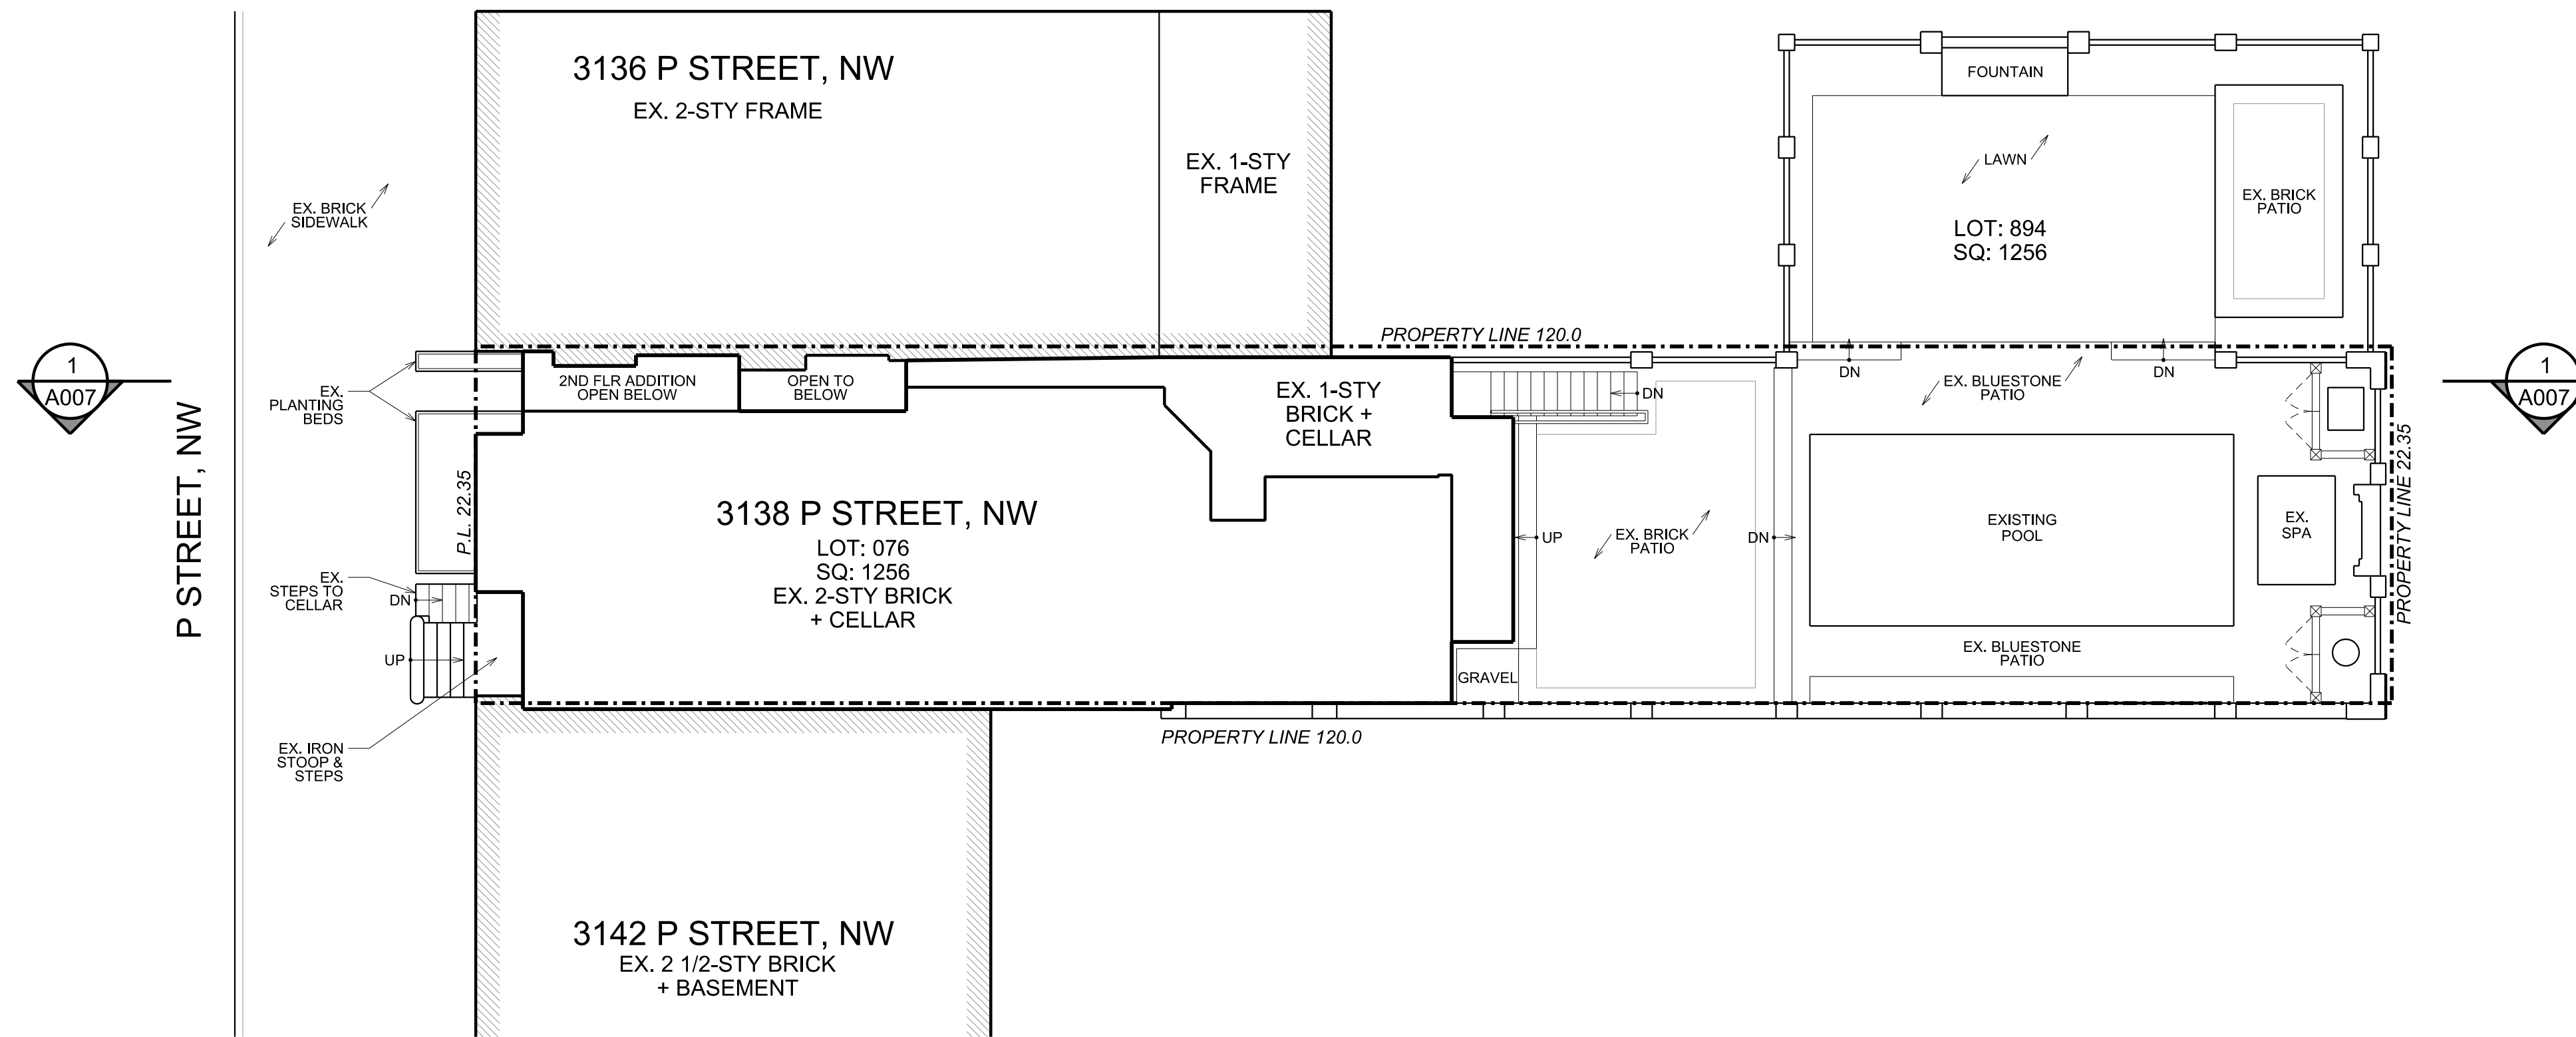 3136 P STREET, NW
EX. 2-STY FRAME
EX. 1-STY
FRAME
FOUNTAIN
LAWN
EX. BRICK
PATIO
LOT: 894
SQ: 1256
EX. BRICK
SIDEWALK
1
A007
P STREET, NW
EX.
PLANTING
BEDS
P.L. 22.35
EX.
STEPS TO
CELLAR
DN
UP
EX. IRON
STOOP &
STEPS
2ND FLR ADDITION
OPEN BELOW
OPEN TO
BELOW
EX. 1-STY
BRICK +
CELLAR
3138 P STREET, NW
LOT: 076
SQ: 1256
EX. 2-STY BRICK
+ CELLAR
PROPERTY LINE 120.0
DN
UP
EX. BRICK
PATIO
DN
GRAVEL
DN
EX. BLUESTONE
PATIO
DN
EXISTING
POOL
EX.
SPA
EX. BLUESTONE
PATIO
PROPERTY LINE 22.35
1
A007
PROPERTY LINE 120.0
3142 P STREET, NW
EX. 2 1/2-STY BRICK
+ BASEMENT